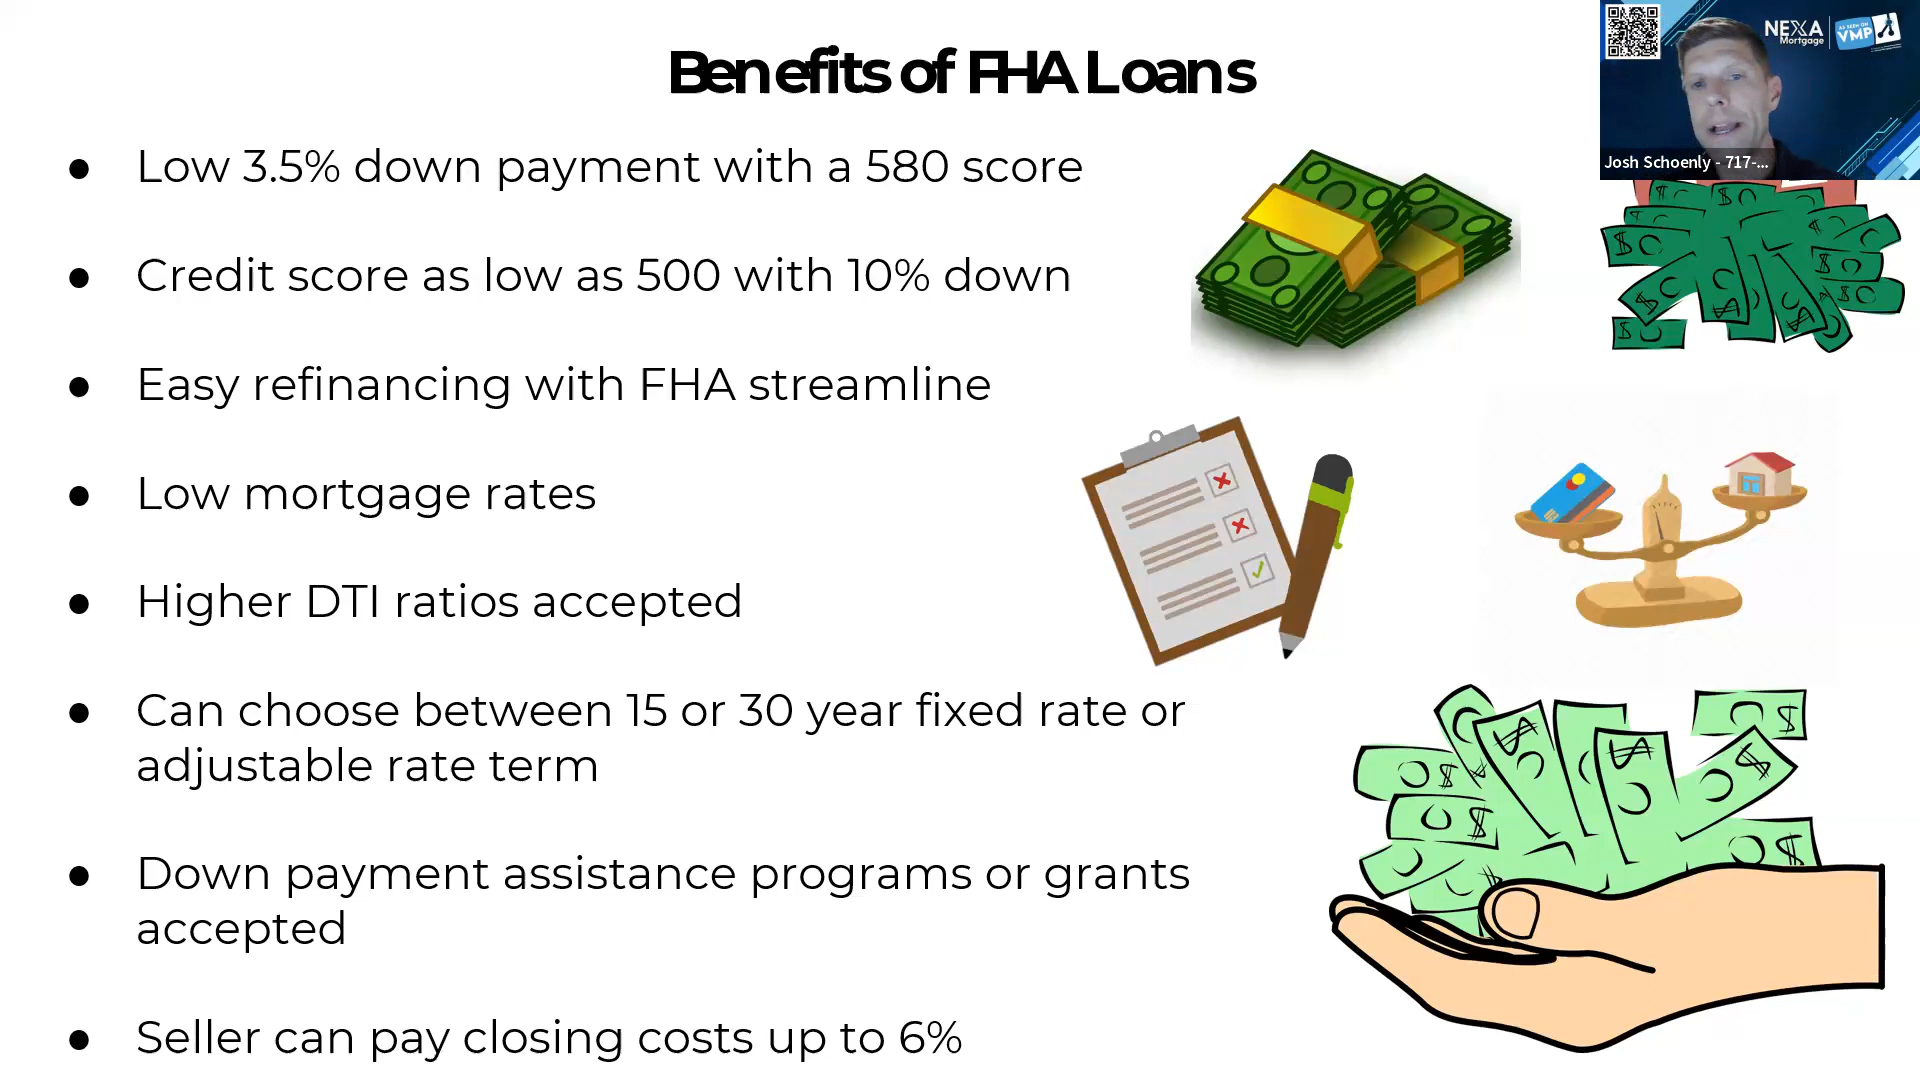 Benefits of FHA Loans
● Low 3.5% down payment with a 580 score
● Credit score as low as 500 with 10% down
● Easy refinancing with FHA streamline
● Low mortgage rates
● Higher DTI ratios accepted
● Can choose between 15 or 30 year fixed rate or
adjustable rate term
● Down payment assistance programs or grants
accepted
● Seller can pay closing costs up to 6%
NEXA
Mortgage
AS SEEN ON
VMP
Josh Schoenly - 717-...